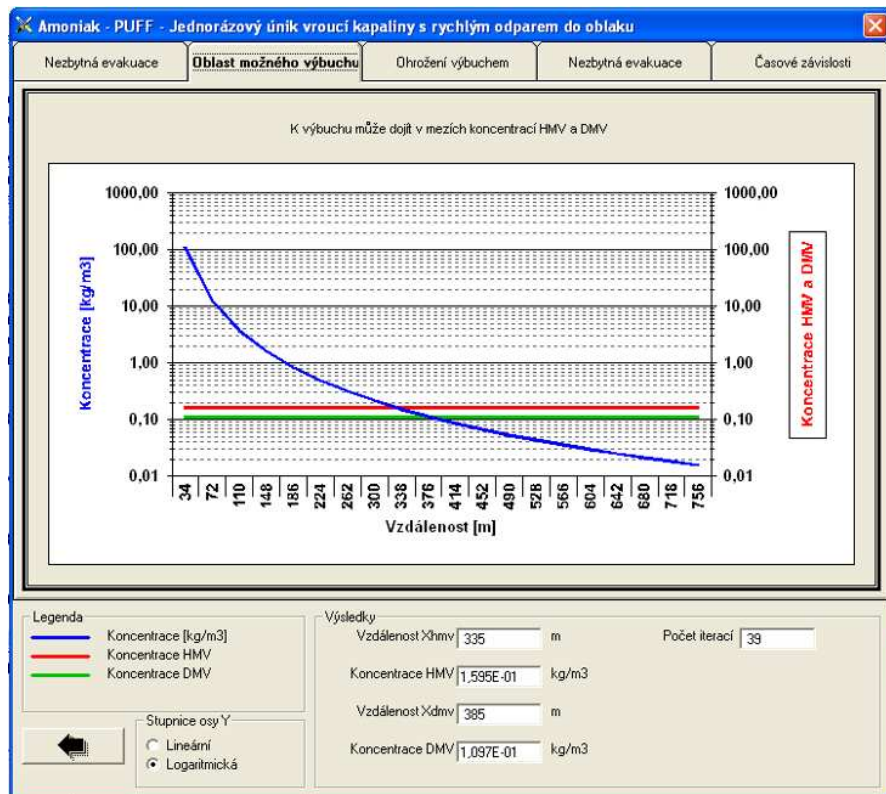 Amoniak - PUFF - Jednorázový únik vroucí kapaliny s rychlým odparem do oblaku
Nezbytná evakuace
Oblast možného výbuchu
Ohrožení výbuchem
Nezbytná evakuace
Časové závislosti
K výbuchu může dojít v mezích koncentrací HMV a DMV
Koncentrace [kg/m3]
1000,00
100,00
10,00
1,00
0,10
0,01
1000,00
100,00
10,00
1,00
0,10
0,01
Koncentrace HMV a DMV
34 72 110 148 186 224 262 300 338 376 414 452 490 528 566 604 642 680 718 756
Vzdálenost [m]
Legenda
Koncentrace [kg/m3]
Koncentrace HMV
Koncentrace DMV
Stupnice osy Y
Lineární
Logaritmická
Výsledky
Vzdálenost Xhmv 335 m
Počet iterací 39
Koncentrace HMV 1,595E-01 kg/m3
Vzdálenost Xdmv 385 m
Koncentrace DMV 1,097E-01 kg/m3